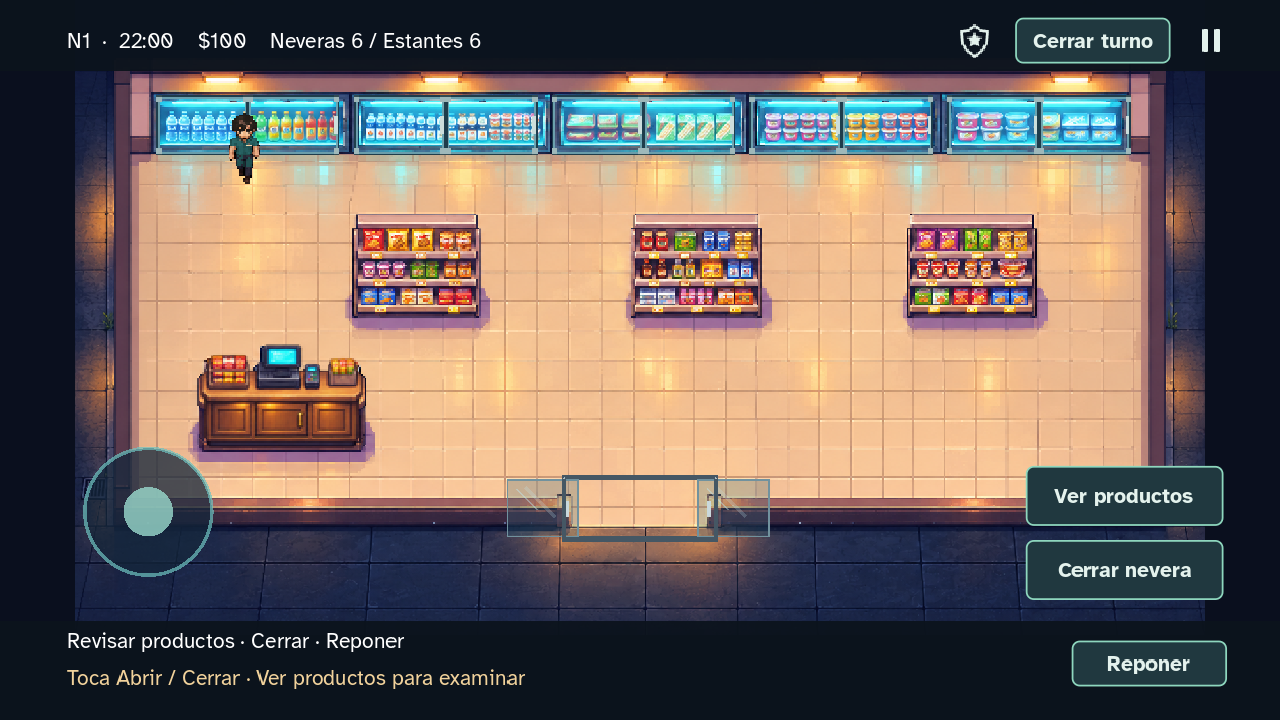 N1 · 22:00 $100 Neveras 6 / Estantes 6
Cerrar turno
Ver productos
Cerrar nevera
Revisar productos · Cerrar · Reponer
Toca Abrir / Cerrar · Ver productos para examinar
Reponer